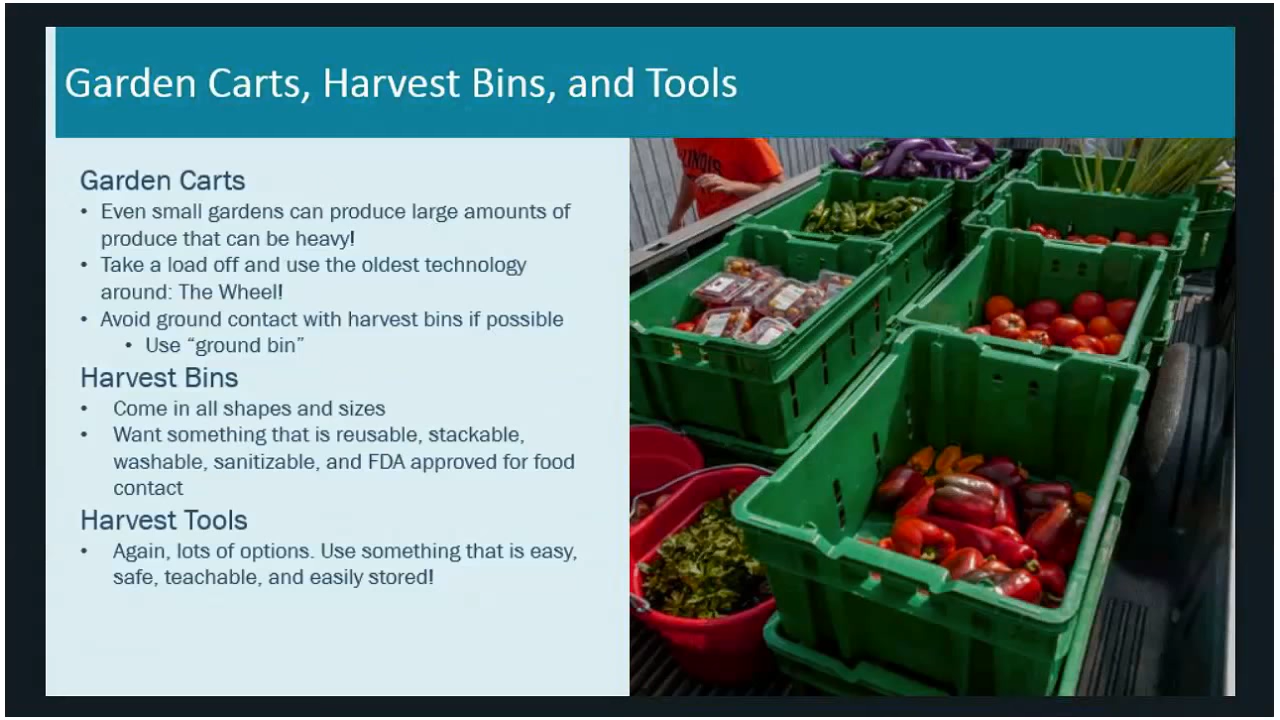 Garden Carts, Harvest Bins, and Tools
Garden Carts
• Even small gardens can produce large amounts of
produce that can be heavy!
• Take a load off and use the oldest technology
around: The Wheel!
• Avoid ground contact with harvest bins if possible
• Use “ground bin”
Harvest Bins
• Come in all shapes and sizes
• Want something that is reusable, stackable,
washable, sanitizable, and FDA approved for food
contact
Harvest Tools
• Again, lots of options. Use something that is easy,
safe, teachable, and easily stored!